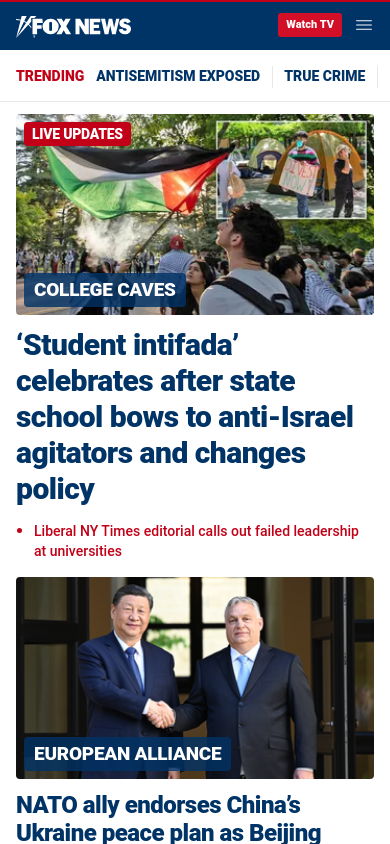 FOX NEWS
Watch TV
TRENDING
ANTISEMITISM EXPOSED
TRUE CRIME
LIVE UPDATES
COLLEGE CAVES
‘Student intifada’
celebrates after state
school bows to anti-Israel
agitators and changes
policy
Liberal NY Times editorial calls out failed leadership
at universities
EUROPEAN ALLIANCE
NATO ally endorses China’s
Ukraine peace plan as Beijing